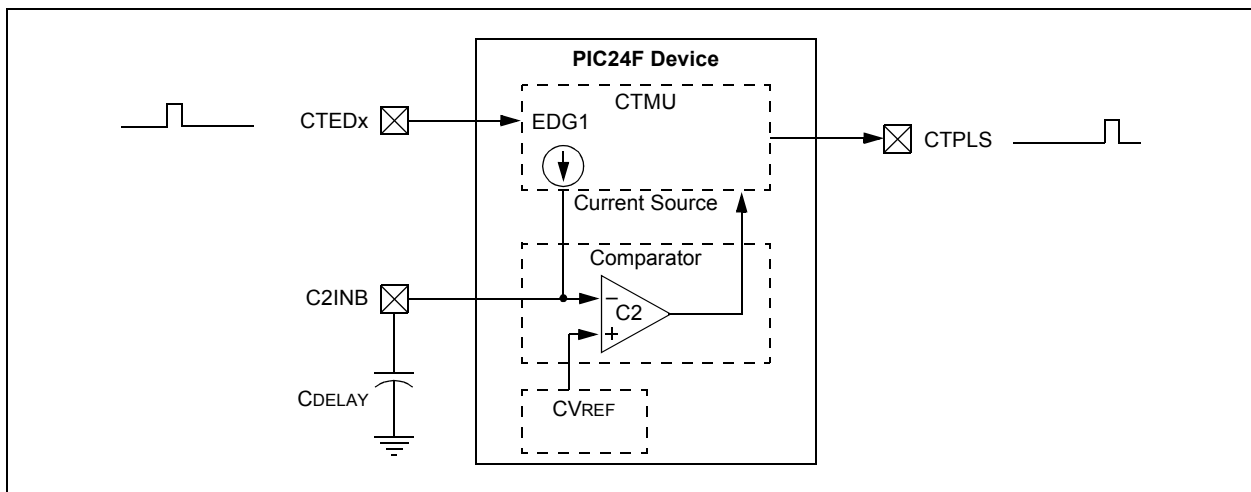 PIC24F Device
CTMU
CTEDx
EDG1
CTPLS
Current Source
Comparator
C2INB
−
C2
+
CDELAY
CVREF